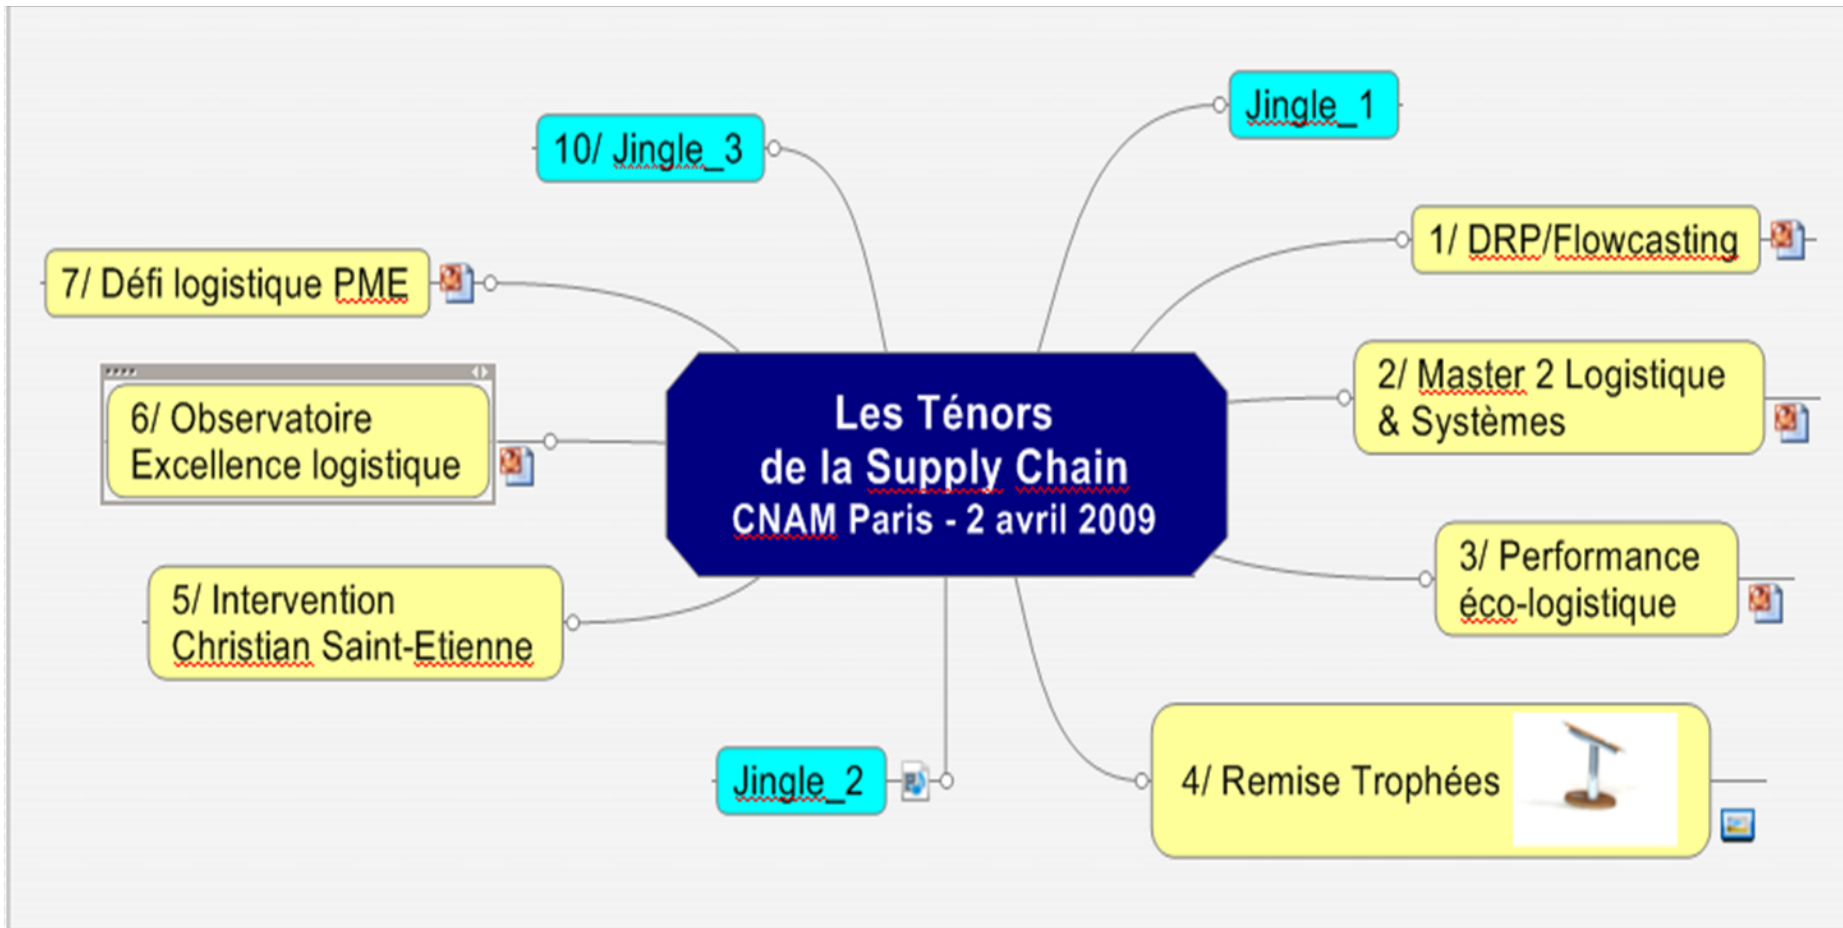 Les Ténors
de la Supply Chain
CNAM Paris - 2 avril 2009
Jingle_1
1/ DRP/Flowcasting
2/ Master 2 Logistique
& Systèmes
3/ Performance
éco-logistique
4/ Remise Trophées
Jingle_2
5/ Intervention
Christian Saint-Etienne
6/ Observatoire
Excellence logistique
7/ Défi logistique PME
10/ Jingle_3